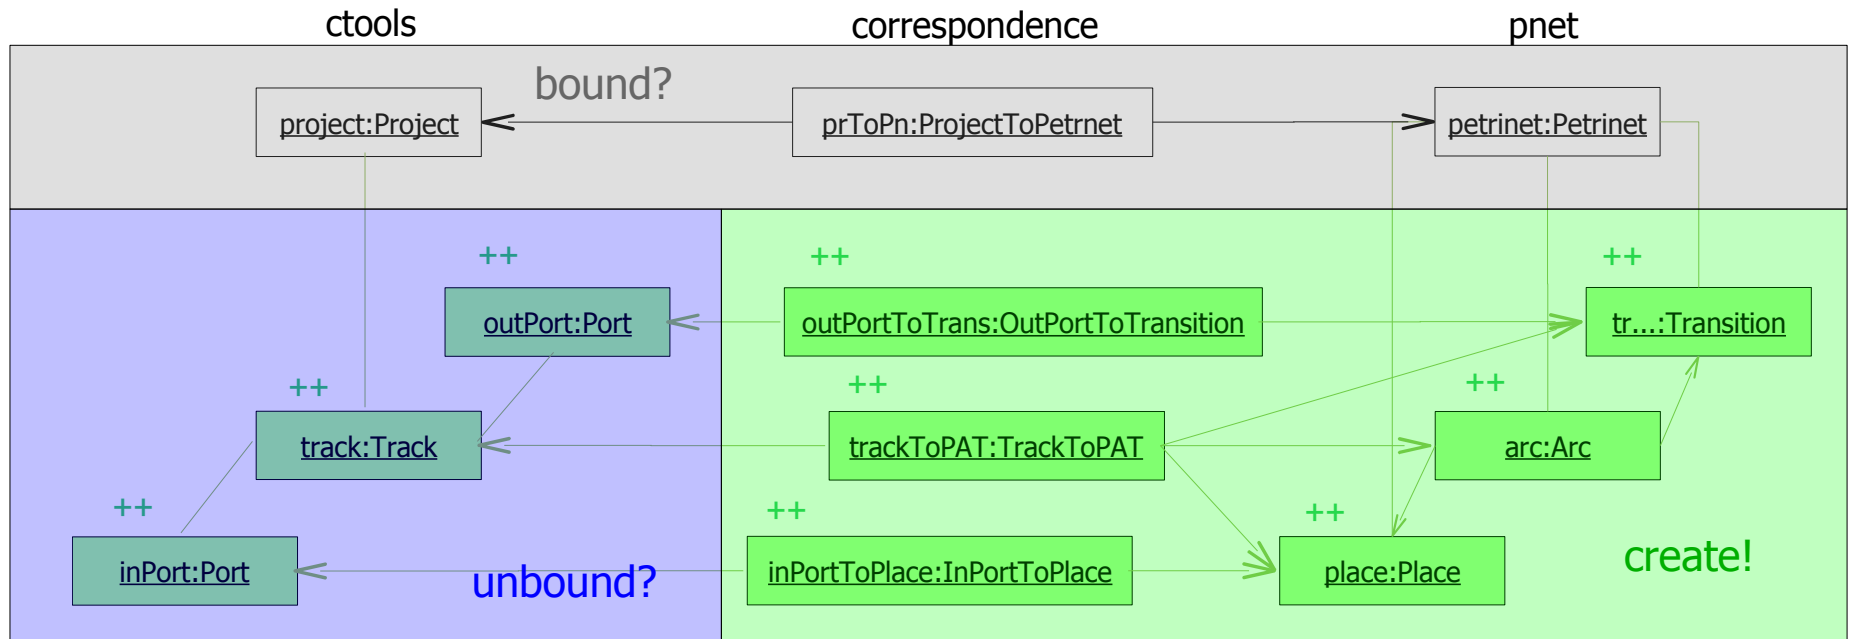 ctools correspondence pnet
bound?
project:Project prToPn:ProjectToPetrnet petrinet:Petrinet
++ ++ ++
outPort:Port outPortToTrans:OutPortToTransition tr...:Transition
++ ++ ++
track:Track trackToPAT:TrackToPAT arc:Arc
++ ++ ++
inPort:Port unbound? inPortToPlace:InPortToPlace place:Place create!